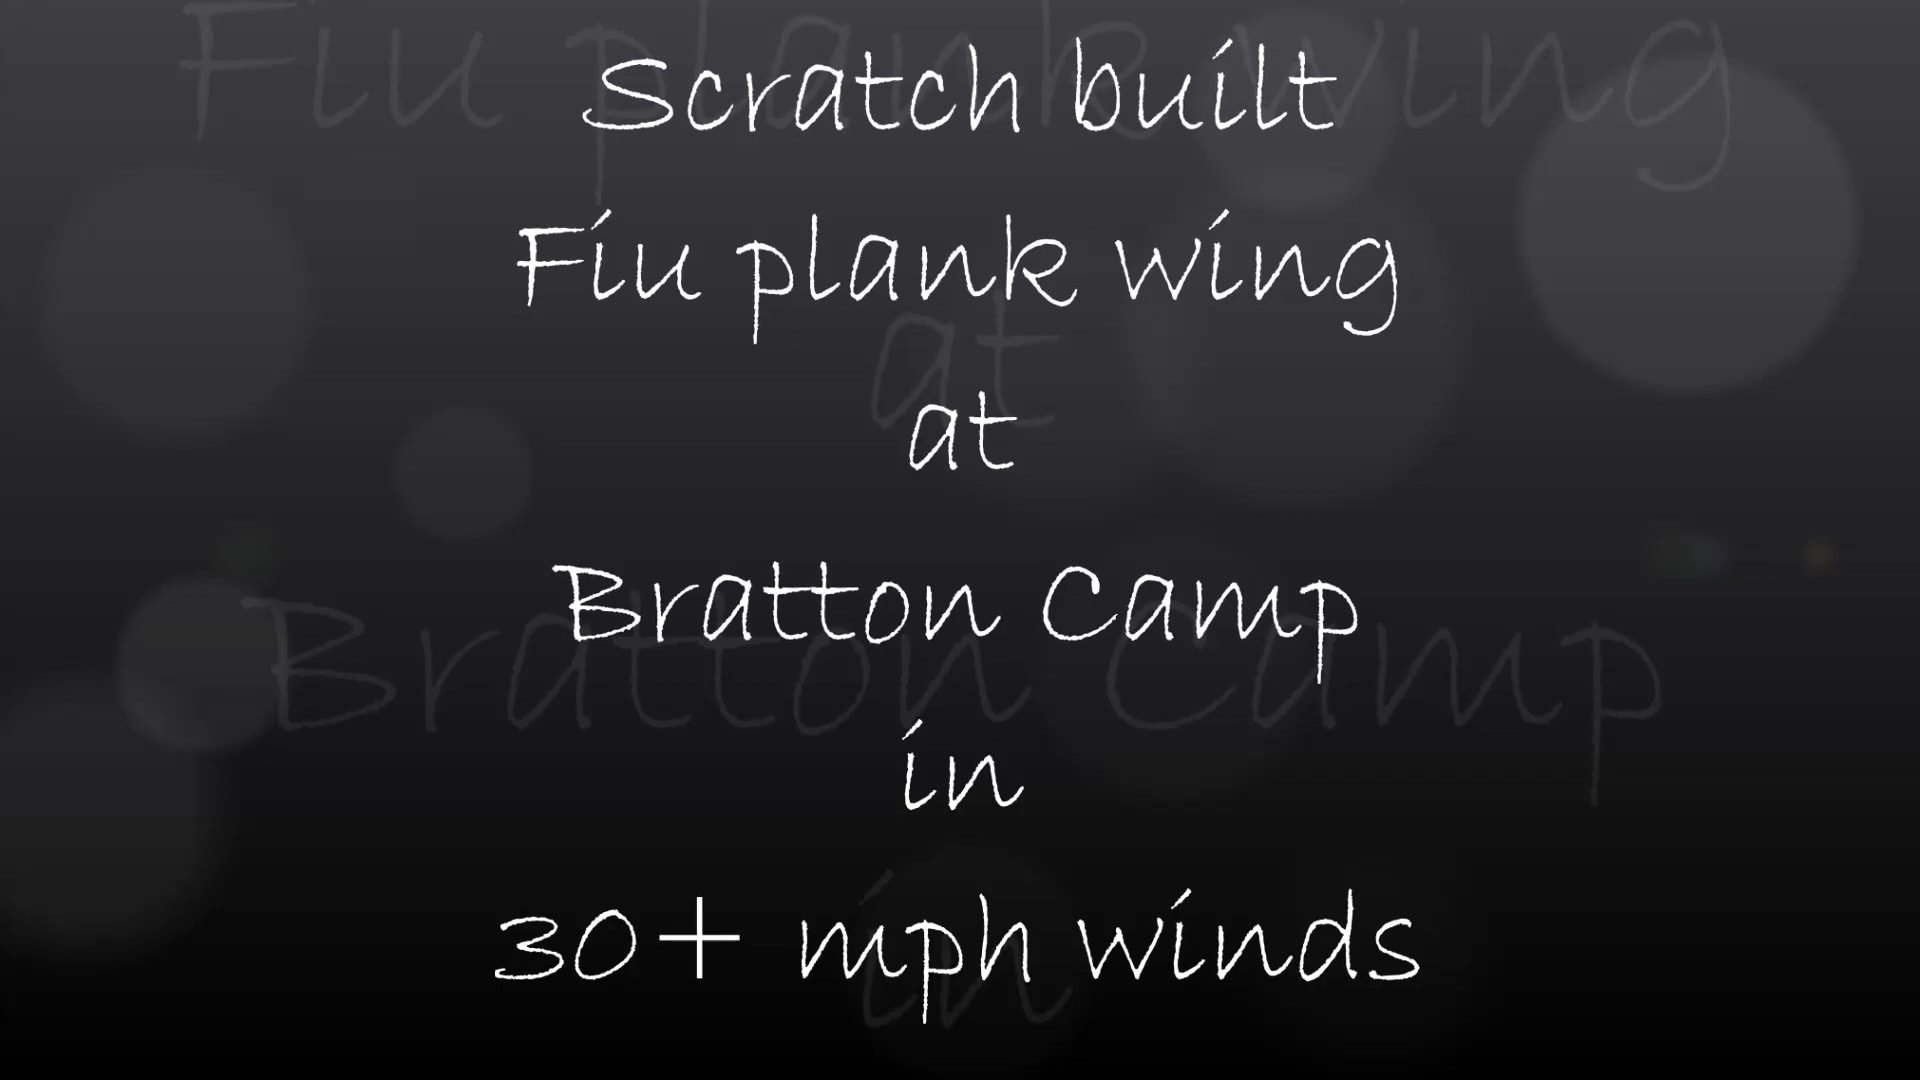 Scratch built
Fiu plank wing
at
Bratton Camp
in
30+ mph winds